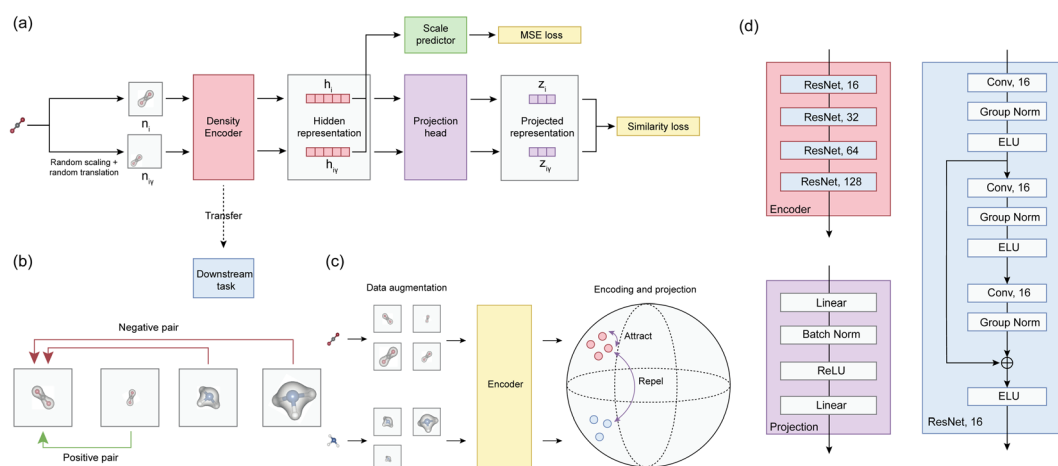 (a)
n_i
Random scaling +
random translation
n_iγ
Density
Encoder
h_i
Hidden
representation
h_iγ
Scale
predictor
MSE loss
Projection
head
z_i
Projected
representation
z_iγ
Similarity loss
Transfer
Downstream
task
(b)
Negative pair
Positive pair
(c)
Data augmentation
Encoder
Encoding and projection
Attract
Repel
(d)
ResNet, 16
ResNet, 32
ResNet, 64
ResNet, 128
Encoder
Linear
Batch Norm
ReLU
Linear
Projection
Conv, 16
Group Norm
ELU
Conv, 16
Group Norm
ELU
Conv, 16
Group Norm
ELU
ResNet, 16